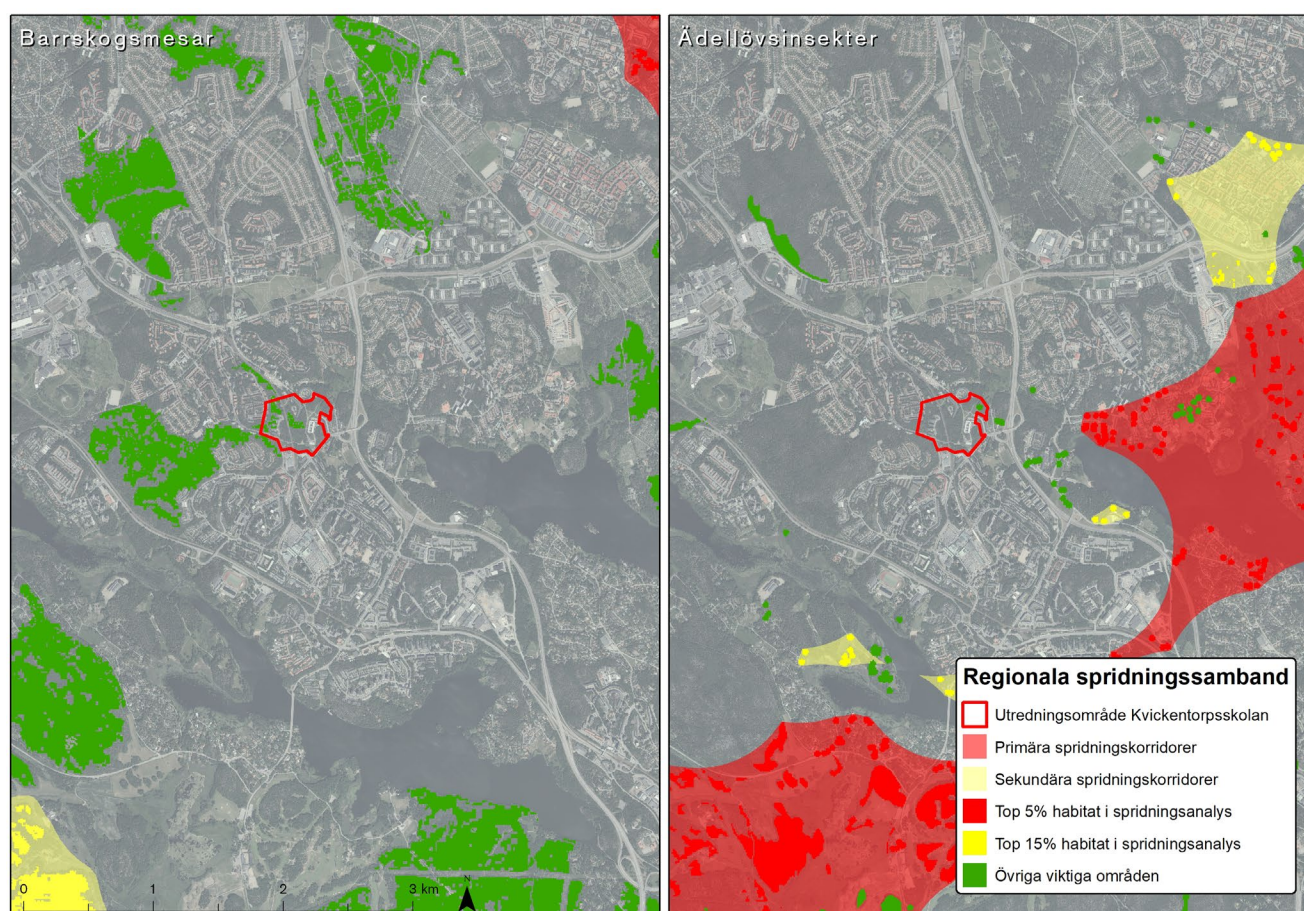 Barrskogsmesar
Ädellövsinsekter
Regionala spridningssamband
Utredningsområde Kvickentorpsskolan
Primära spridningskorridorer
Sekundära spridningskorridorer
Top 5% habitat i spridningsanalys
Top 15% habitat i spridningsanalys
Övriga viktiga områden
0 1 2 3 km
N